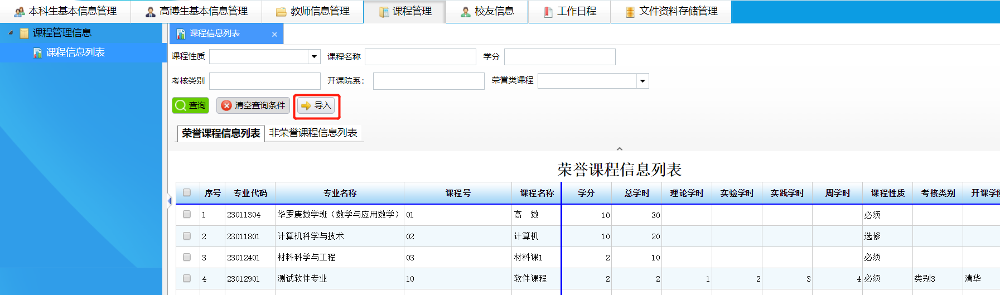 本科生基本信息管理 高博生基本信息管理 教师信息管理 课程管理 校友信息 工作日程 文件资料存储管理
课程管理信息
课程信息列表
课程信息列表 ×
课程性质 课程名称 学分
考核类别 开课院系： 荣誉类课程
查询 清空查询条件 导入
荣誉课程信息列表 非荣誉课程信息列表
荣誉课程信息列表
序号 专业代码 专业名称 课程号 课程名称 学分 总学时 理论学时 实验学时 实践学时 周学时 课程性质 考核类别 开课学
1 23011304 华罗庚数学班（数学与应用数学） 01 高 数 10 30 必须
2 23011801 计算机科学与技术 02 计算机 10 20 选修
3 23012401 材料科学与工程 03 材料课1 2 10 必须
4 23012901 测试软件专业 10 软件课程 2 2 1 2 3 4 必须 类别3 清华